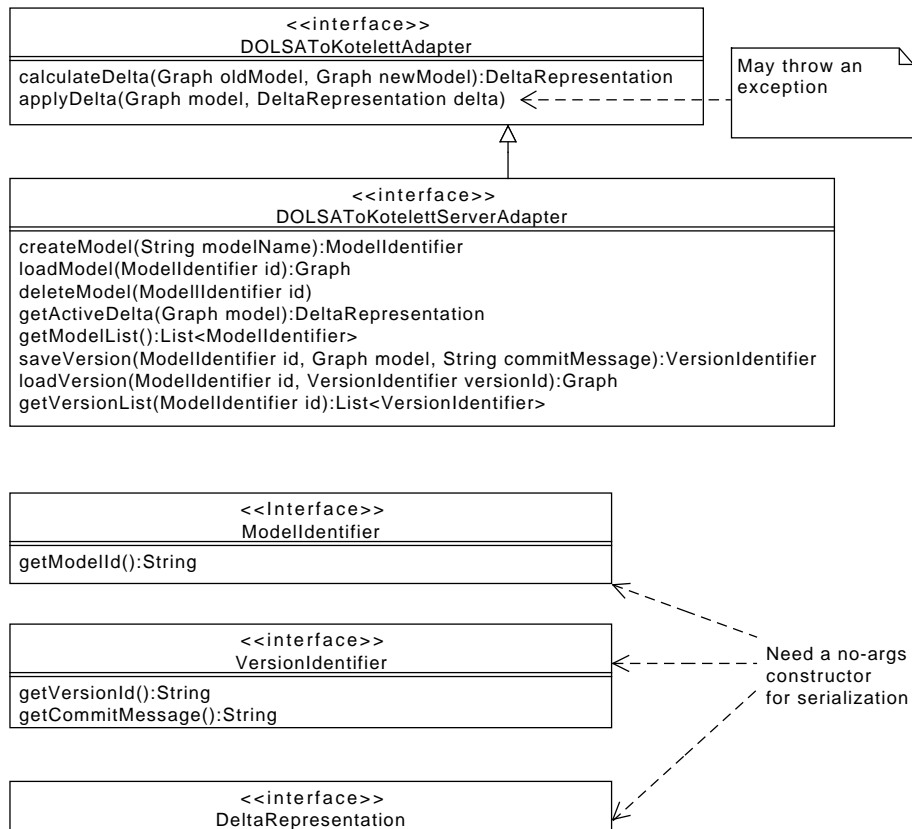 <<interface>>
DOLSAToKotelettAdapter
calculateDelta(Graph oldModel, Graph newModel):DeltaRepresentation
applyDelta(Graph model, DeltaRepresentation delta)
May throw an
exception
<<interface>>
DOLSAToKotelettServerAdapter
createModel(String modelName):ModelIdentifier
loadModel(ModelIdentifier id):Graph
deleteModel(ModelIIdentifier id)
getActiveDelta(Graph model):DeltaRepresentation
getModelList():List<ModelIdentifier>
saveVersion(ModelIdentifier id, Graph model, String commitMessage):VersionIdentifier
loadVersion(ModelIdentifier id, VersionIdentifier versionId):Graph
getVersionList(ModelIdentifier id):List<VersionIdentifier>
<<Interface>>
ModelIdentifier
getModelId():String
<<interface>>
VersionIdentifier
getVersionId():String
getCommitMessage():String
Need a no-args
constructor
for serialization
<<interface>>
DeltaRepresentation